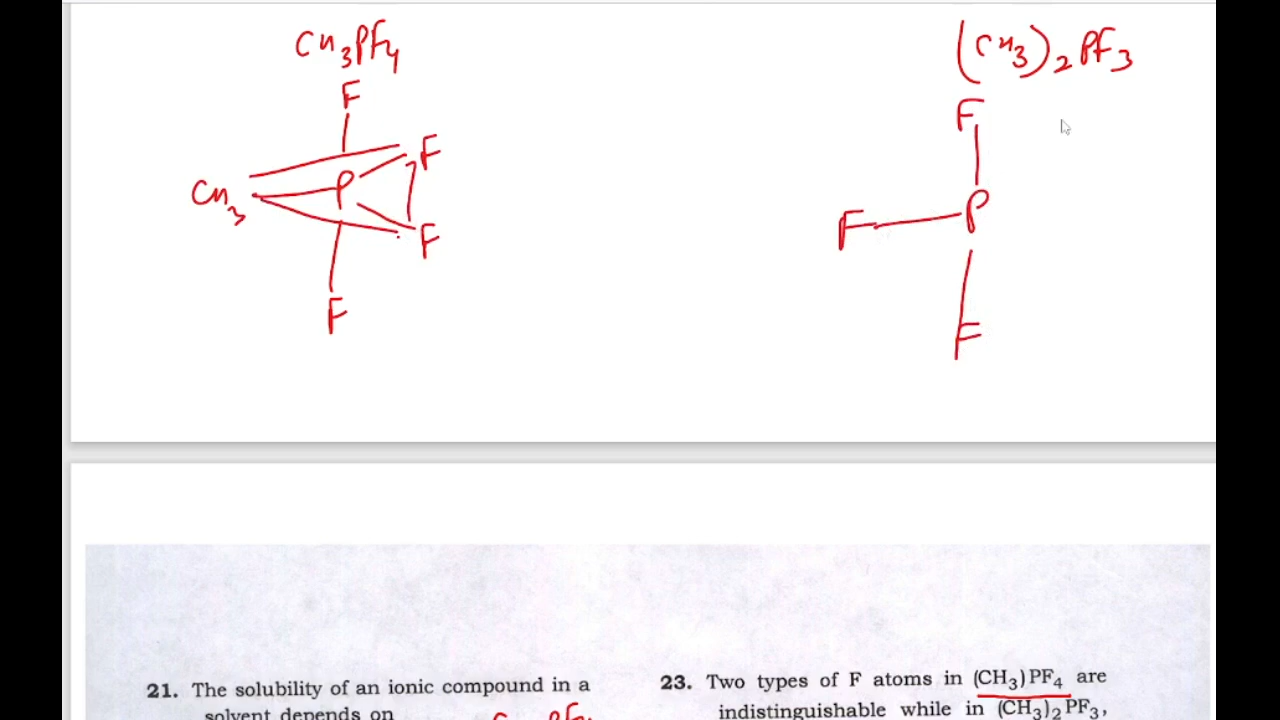 CH3PF4
(CH3)2PF3
F
F
P
CH3
F
F
F
P
F
F
21. The solubility of an ionic compound in a
solvent depends on
23. Two types of F atoms in (CH3)PF4 are
indistinguishable while in (CH3)2PF3,